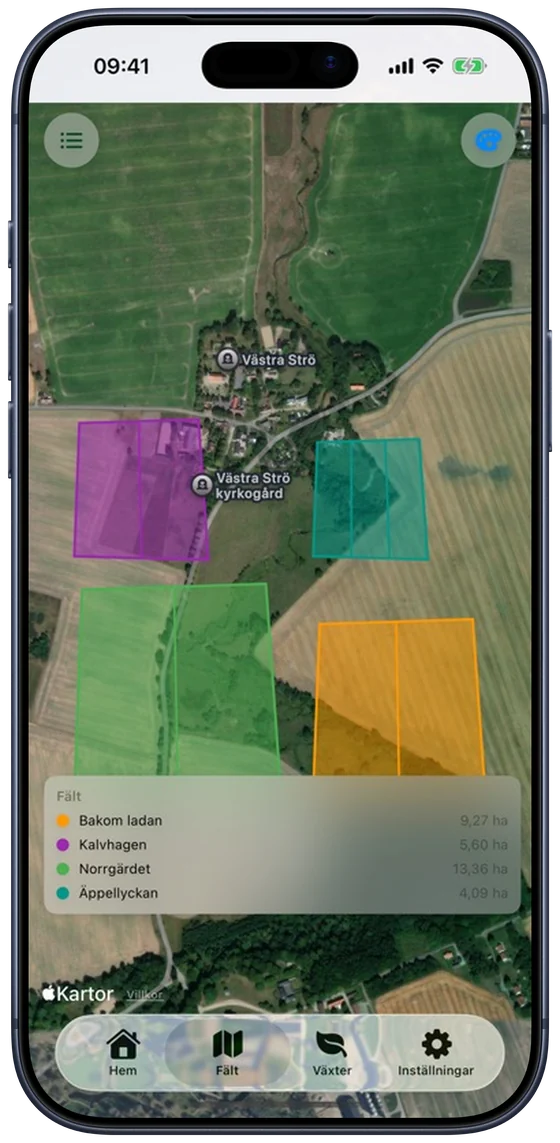 09:41
Västra Strö
Västra Strö
kyrkogård
Fält
Bakom ladan 9,27 ha
Kalvhagen 5,60 ha
Norrgärdet 13,36 ha
Äppellyckan 4,09 ha
Kartor Villkor
Hem Fält Växter Inställningar